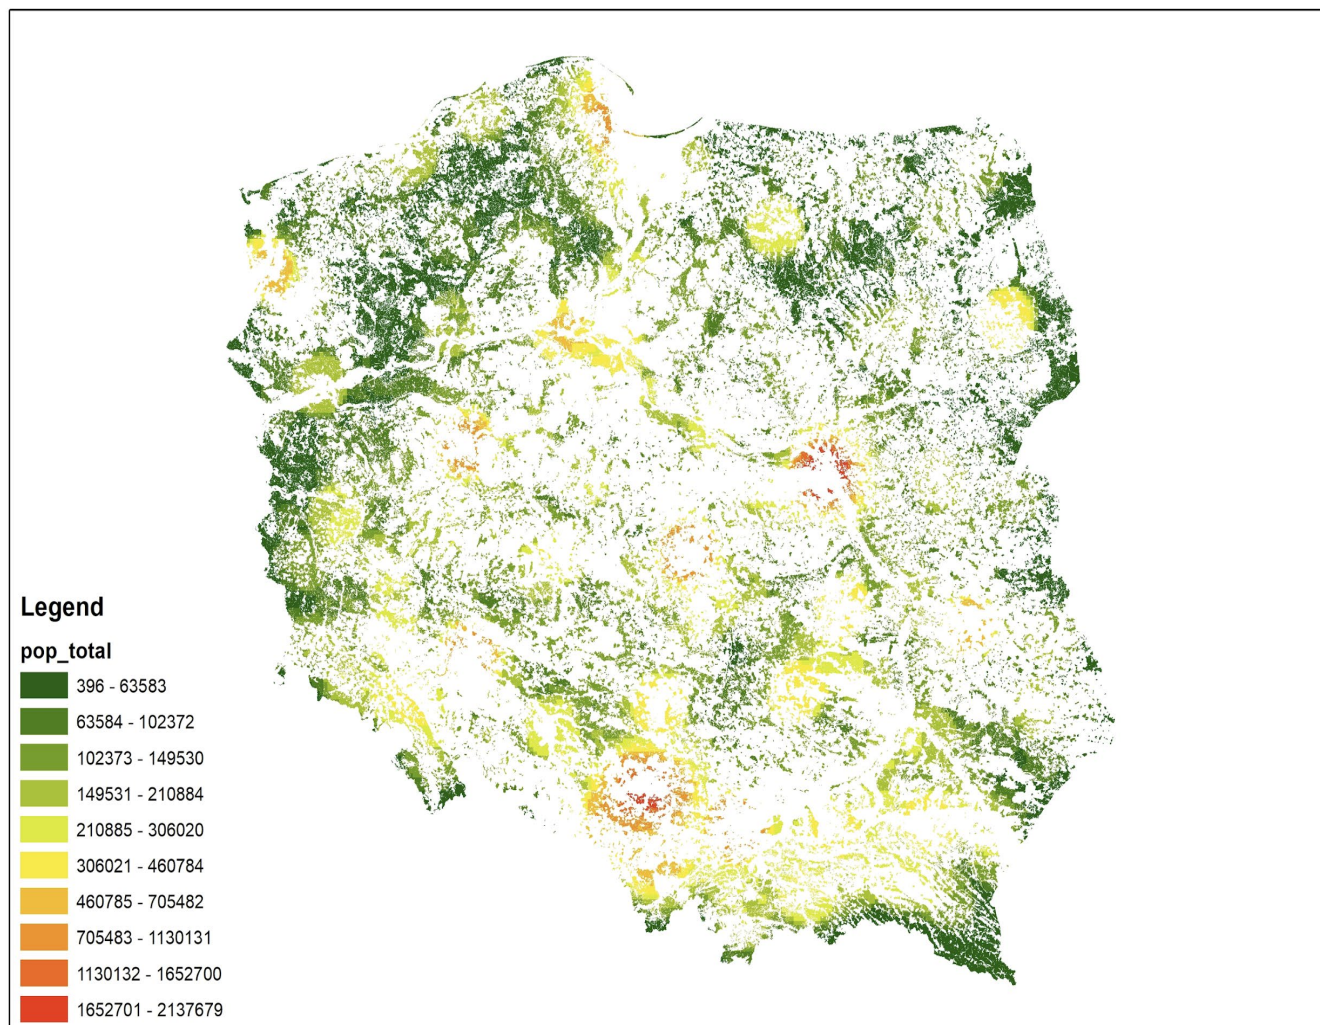 Legend
pop_total
396 - 63583
63584 - 102372
102373 - 149530
149531 - 210884
210885 - 306020
306021 - 460784
460785 - 705482
705483 - 1130131
1130132 - 1652700
1652701 - 2137679